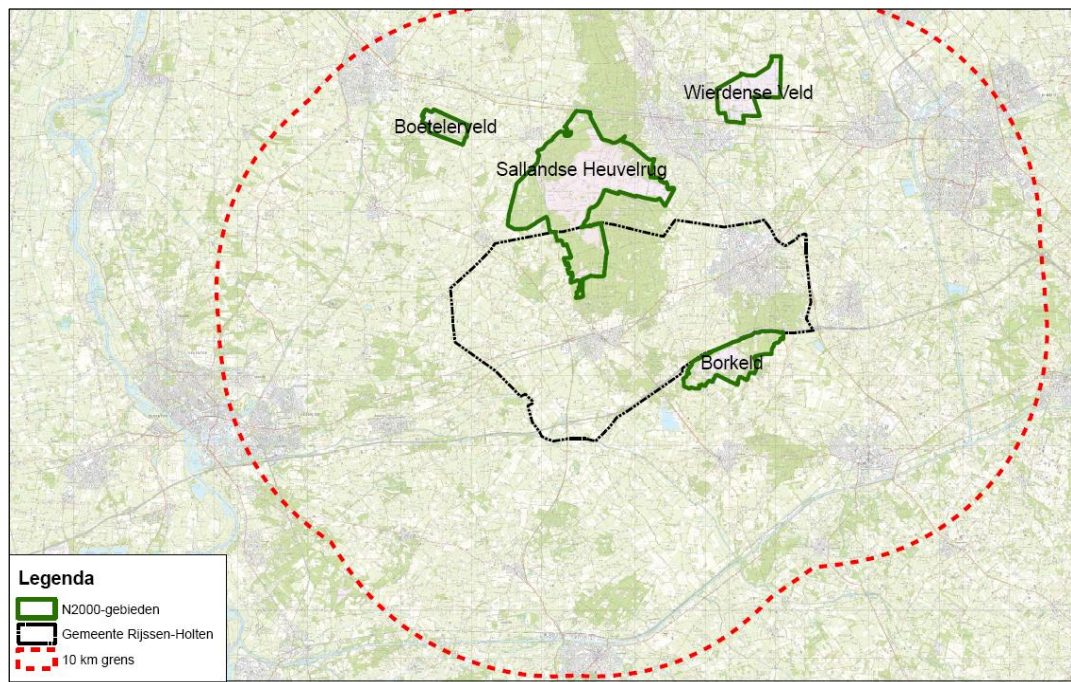 Wierdense Veld
Boetelerveld
Sallandse Heuvelrug
Borkeld
Legenda
N2000-gebieden
Gemeente Rijssen-Holten
10 km grens